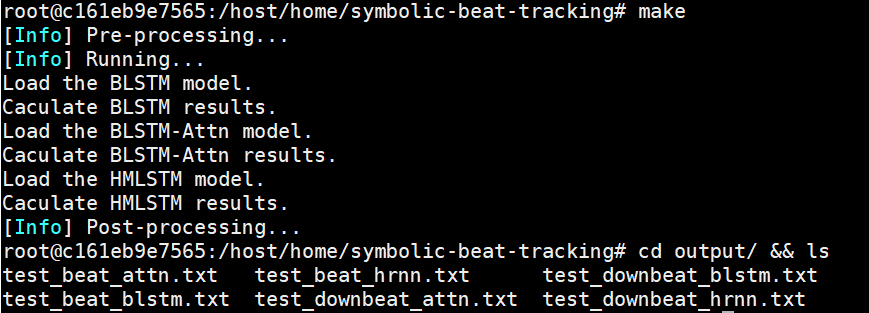 root@c161eb9e7565:/host/home/symbolic-beat-tracking# make
[Info] Pre-processing...
[Info] Running...
Load the BLSTM model.
Caculate BLSTM results.
Load the BLSTM-Attn model.
Caculate BLSTM-Attn results.
Load the HMLSTM model.
Caculate HMLSTM results.
[Info] Post-processing...
root@c161eb9e7565:/host/home/symbolic-beat-tracking# cd output/ && ls
test_beat_attn.txt   test_beat_hrnn.txt      test_downbeat_blstm.txt
test_beat_blstm.txt  test_downbeat_attn.txt  test_downbeat_hrnn.txt